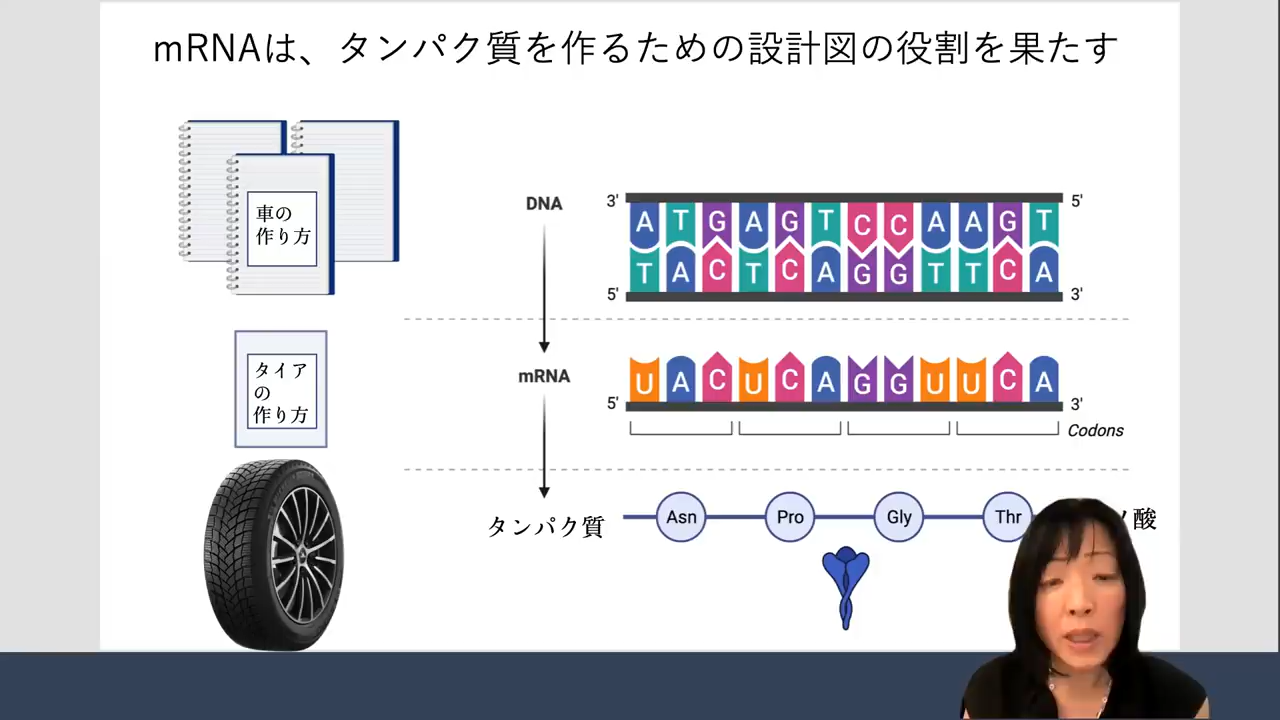 mRNAは、タンパク質を作るための設計図の役割を果たす
車の
作り方
DNA
3' 5'
A T G A G T C C A A G T
T A C T C A G G T T C A
5' 3'
タイア
の
作り方
mRNA
U A C U C A G G U U C A
5' 3'
Codons
タンパク質
Asn Pro Gly Thr 酸